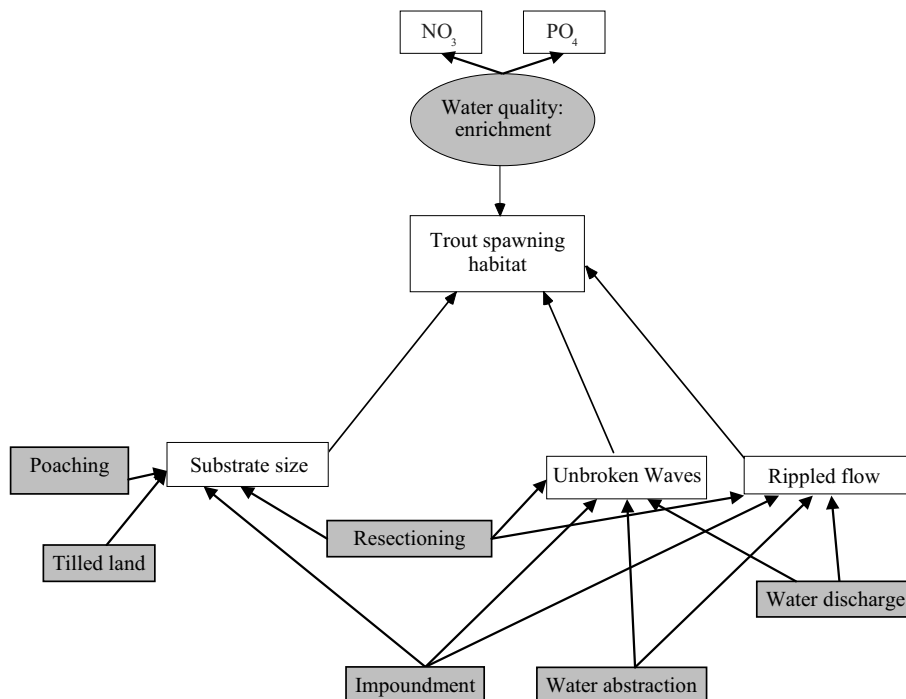 NO₃
PO₄
Water quality:
enrichment
Trout spawning
habitat
Poaching
Substrate size
Unbroken Waves
Rippled flow
Resectioning
Tilled land
Water discharge
Impoundment
Water abstraction